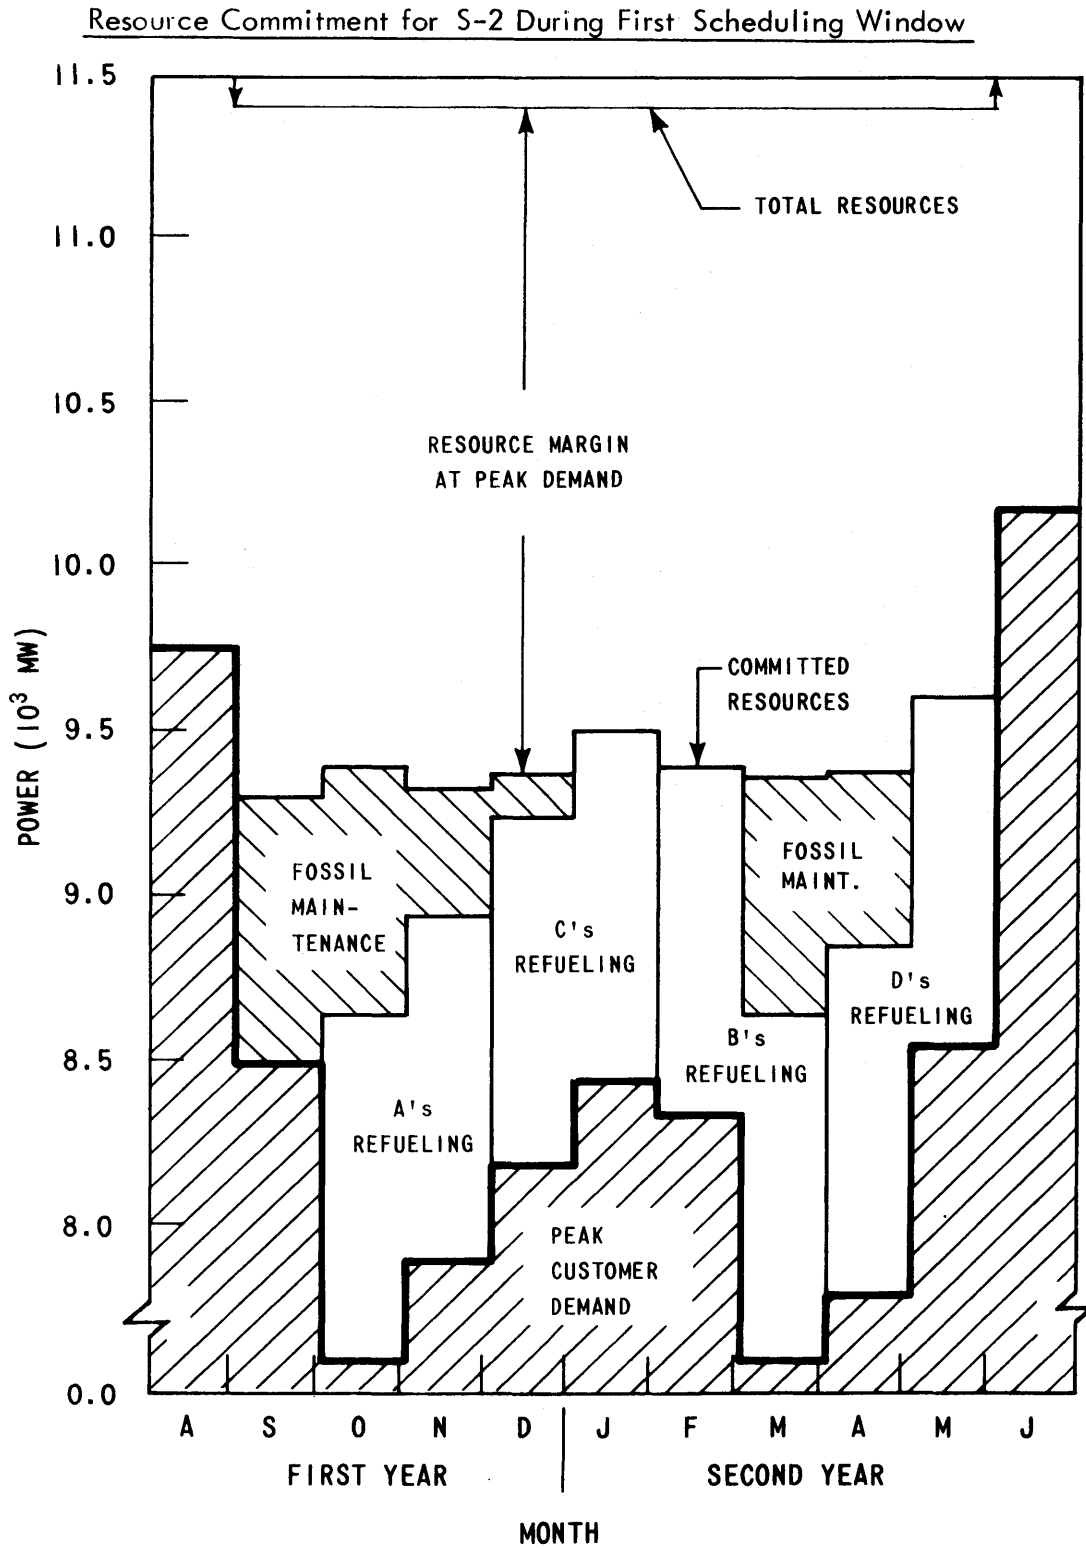 Resource Commitment for S-2 During First Scheduling Window
11.5
TOTAL RESOURCES
11.0
10.5
RESOURCE MARGIN
AT PEAK DEMAND
10.0
POWER (10³ MW)
COMMITTED
RESOURCES
9.5
FOSSIL
MAIN-
TENANCE
FOSSIL
MAINT.
9.0
C's
REFUELING
D's
REFUELING
B's
REFUELING
8.5
A's
REFUELING
8.0
PEAK
CUSTOMER
DEMAND
0.0
A S O N D J F M A M J
FIRST YEAR SECOND YEAR
MONTH